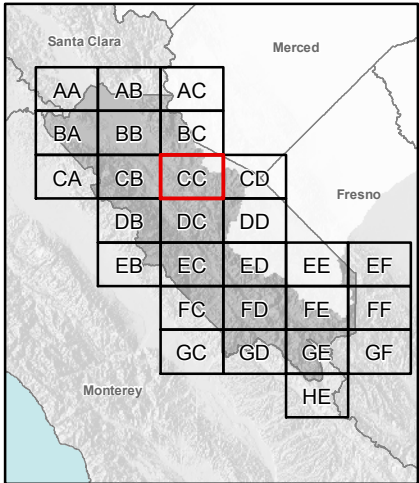 Santa Clara
Merced
AA AB AC
BA BB BC
CA CB CC CD
Fresno
DB DC DD
EB EC ED EE EF
FC FD FE FF
GC GD GE GF
Monterey
HE